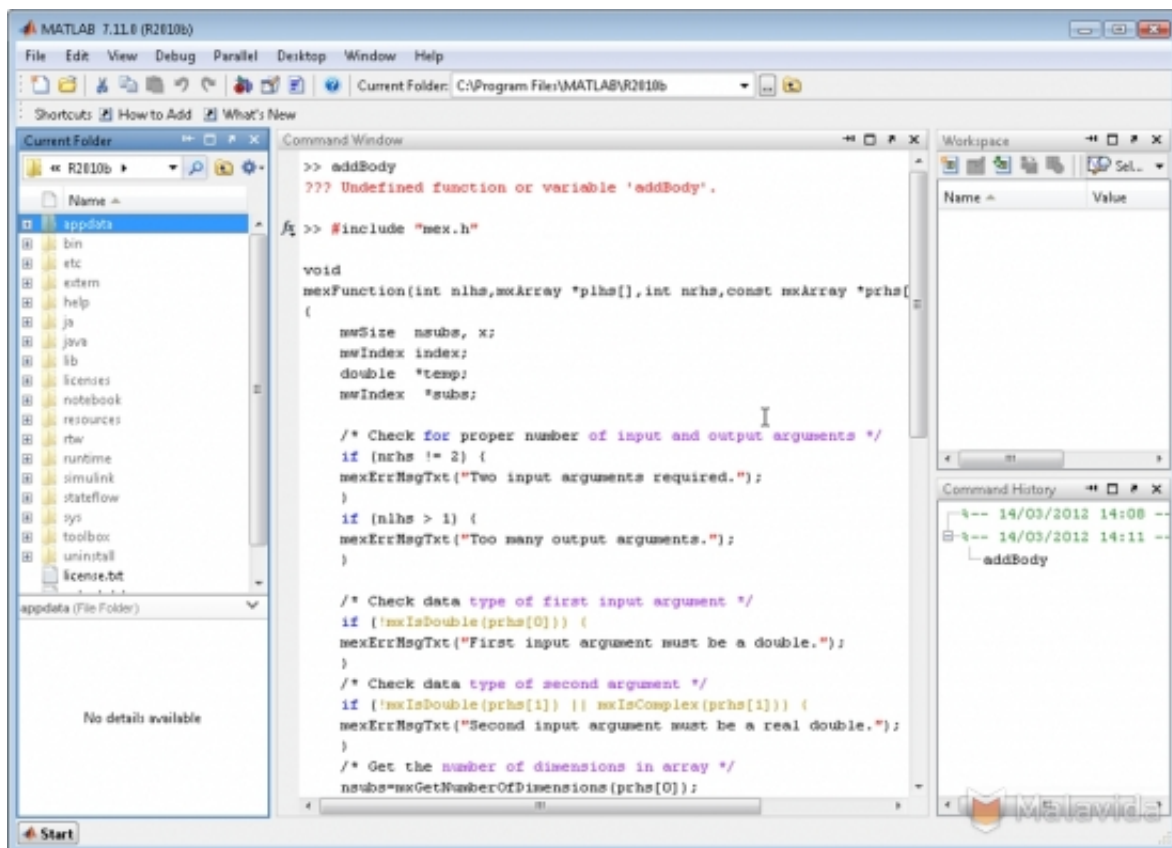 MATLAB 7.11.0 (R2010b)
File Edit View Debug Parallel Desktop Window Help
Current Folder: C:\Program Files\MATLAB\R2010b
Shortcuts How to Add What's New
Current Folder
« R2010b
Name
appdata
bin
etc
extern
help
ja
java
lib
licenses
notebook
resources
rtw
runtime
simulink
stateflow
sys
toolbox
uninstall
license.txt
appdata (File Folder)
No details available
Command Window
>> addBody
??? Undefined function or variable 'addBody'.
fx >> #include "mex.h"
void
mexFunction(int nlhs,mxArray *plhs[],int nrhs,const mxArray *prhs[
{
mwSize nsubs, x;
mwIndex index;
double *temp;
mwIndex *subs;
/* Check for proper number of input and output arguments */
if (nrhs != 2) {
mexErrMsgTxt("Two input arguments required.");
}
if (nlhs > 1) {
mexErrMsgTxt("Too many output arguments.");
}
/* Check data type of first input argument */
if (!mxIsDouble(prhs[0])) {
mexErrMsgTxt("First input argument must be a double.");
}
/* Check data type of second argument */
if (!mxIsDouble(prhs[1]) || mxIsComplex(prhs[1])) {
mexErrMsgTxt("Second input argument must be a real double.");
}
/* Get the number of dimensions in array */
nsubs=mxGetNumberOfDimensions(prhs[0]);
Workspace
Sel...
Name Value
Command History
%-- 14/03/2012 14:08 --
%-- 14/03/2012 14:11 --
addBody
Start
Malavida